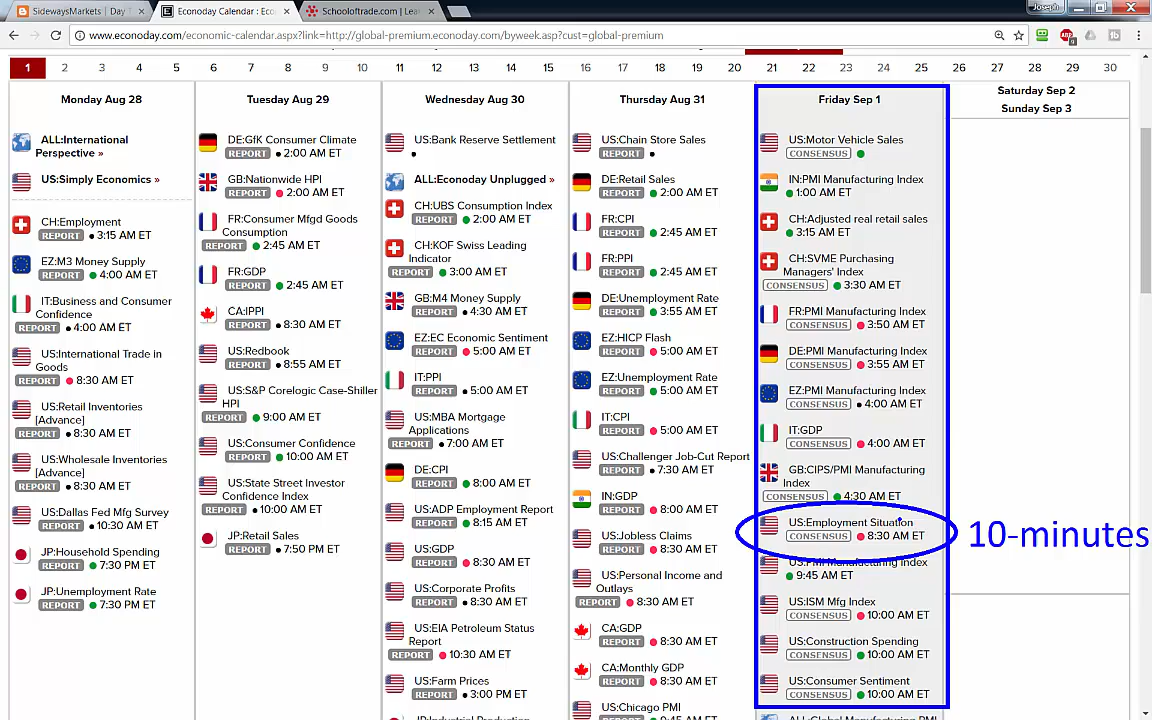 SidewaysMarkets | Day T
Econoday Calendar : Eco
Schooloftrade.com | Lea
Joseph
www.econoday.com/economic-calendar.aspx?link=http://global-premium.econoday.com/byweek.asp?cust=global-premium
1 2 3 4 5 6 7 8 9 10 11 12 13 14 15 16 17 18 19 20 21 22 23 24 25 26 27 28 29 30
Monday Aug 28
ALL:International
Perspective »
US:Simply Economics »
CH:Employment
REPORT 3:15 AM ET
EZ:M3 Money Supply
REPORT 4:00 AM ET
IT:Business and Consumer
Confidence
REPORT 4:00 AM ET
US:International Trade in
Goods
REPORT 8:30 AM ET
US:Retail Inventories
[Advance]
REPORT 8:30 AM ET
US:Wholesale Inventories
[Advance]
REPORT 8:30 AM ET
US:Dallas Fed Mfg Survey
REPORT 10:30 AM ET
JP:Household Spending
REPORT 7:30 PM ET
JP:Unemployment Rate
REPORT 7:30 PM ET
Tuesday Aug 29
DE:GfK Consumer Climate
REPORT 2:00 AM ET
GB:Nationwide HPI
REPORT 2:00 AM ET
FR:Consumer Mfgd Goods
Consumption
REPORT 2:45 AM ET
FR:GDP
REPORT 2:45 AM ET
CA:IPPI
REPORT 8:30 AM ET
US:Redbook
REPORT 8:55 AM ET
US:S&P Corelogic Case-Shiller
HPI
REPORT 9:00 AM ET
US:Consumer Confidence
REPORT 10:00 AM ET
US:State Street Investor
Confidence Index
REPORT 10:00 AM ET
JP:Retail Sales
REPORT 7:50 PM ET
Wednesday Aug 30
US:Bank Reserve Settlement
ALL:Econoday Unplugged »
CH:UBS Consumption Index
REPORT 2:00 AM ET
CH:KOF Swiss Leading
Indicator
REPORT 3:00 AM ET
GB:M4 Money Supply
REPORT 4:30 AM ET
EZ:EC Economic Sentiment
REPORT 5:00 AM ET
IT:PPI
REPORT 5:00 AM ET
US:MBA Mortgage
Applications
REPORT 7:00 AM ET
DE:CPI
REPORT 8:00 AM ET
US:ADP Employment Report
REPORT 8:15 AM ET
US:GDP
REPORT 8:30 AM ET
US:Corporate Profits
REPORT 8:30 AM ET
US:EIA Petroleum Status
Report
REPORT 10:30 AM ET
US:Farm Prices
REPORT 3:00 PM ET
JP:Industrial Production
Thursday Aug 31
US:Chain Store Sales
REPORT
DE:Retail Sales
REPORT 2:00 AM ET
FR:CPI
REPORT 2:45 AM ET
FR:PPI
REPORT 2:45 AM ET
DE:Unemployment Rate
REPORT 3:55 AM ET
EZ:HICP Flash
REPORT 5:00 AM ET
EZ:Unemployment Rate
REPORT 5:00 AM ET
IT:CPI
REPORT 5:00 AM ET
US:Challenger Job-Cut Report
REPORT 7:30 AM ET
IN:GDP
REPORT 8:00 AM ET
US:Jobless Claims
REPORT 8:30 AM ET
US:Personal Income and
Outlays
REPORT 8:30 AM ET
CA:GDP
REPORT 8:30 AM ET
CA:Monthly GDP
REPORT 8:30 AM ET
US:Chicago PMI
REPORT 9:45 AM ET
Friday Sep 1
US:Motor Vehicle Sales
CONSENSUS
IN:PMI Manufacturing Index
1:00 AM ET
CH:Adjusted real retail sales
3:15 AM ET
CH:SVME Purchasing
Managers' Index
CONSENSUS 3:30 AM ET
FR:PMI Manufacturing Index
CONSENSUS 3:50 AM ET
DE:PMI Manufacturing Index
CONSENSUS 3:55 AM ET
EZ:PMI Manufacturing Index
CONSENSUS 4:00 AM ET
IT:GDP
CONSENSUS 4:00 AM ET
GB:CIPS/PMI Manufacturing
Index
CONSENSUS 4:30 AM ET
US:Employment Situation
CONSENSUS 8:30 AM ET
10-minutes
US:PMI Manufacturing Index
9:45 AM ET
US:ISM Mfg Index
CONSENSUS 10:00 AM ET
US:Construction Spending
CONSENSUS 10:00 AM ET
US:Consumer Sentiment
CONSENSUS 10:00 AM ET
ALL:Global Manufacturing PMI
Saturday Sep 2
Sunday Sep 3